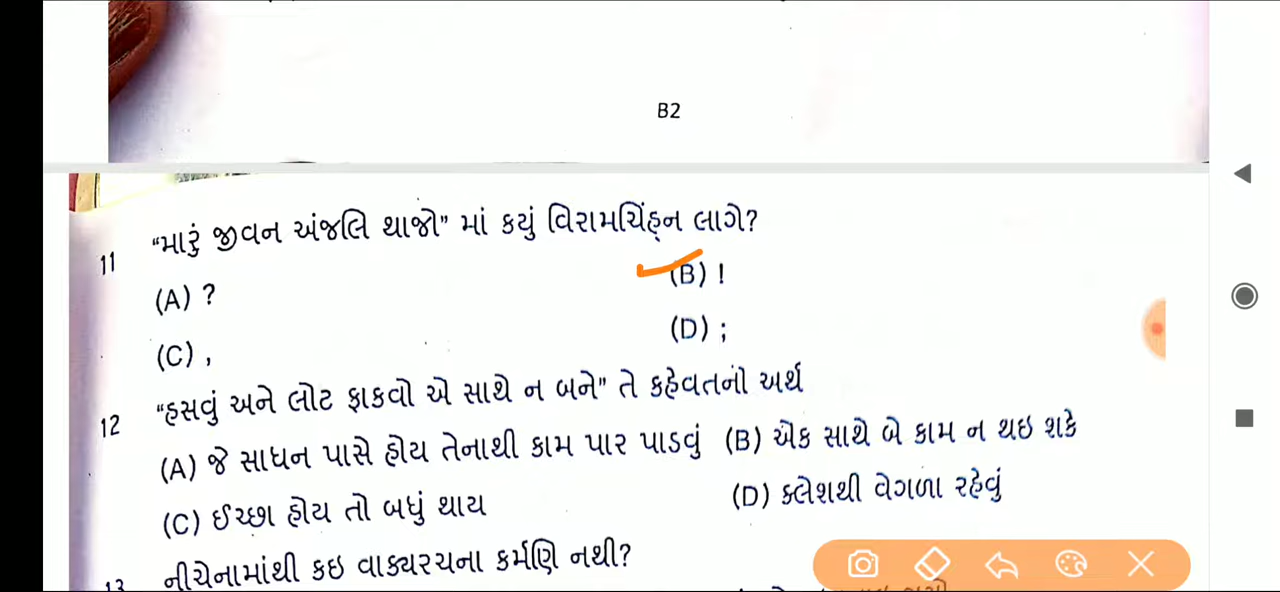 B2
11 “મારું જીવન અંજલિ થાજો” માં કયું વિરામચિંહ્ન લાગે?
(A) ? (B) !
(C) , (D) ;
12 “હસવું અને લોટ ફાકવો એ સાથે ન બને” તે કહેવતનો અર્થ
(A) જે સાધન પાસે હોય તેનાથી કામ પાર પાડવું (B) એક સાથે બે કામ ન થઇ શકે
(C) ઈચ્છા હોય તો બધું થાય (D) ક્લેશથી વેગળા રહેવું
13 નીચેનામાંથી કઇ વાક્યરચના કર્મણિ નથી?